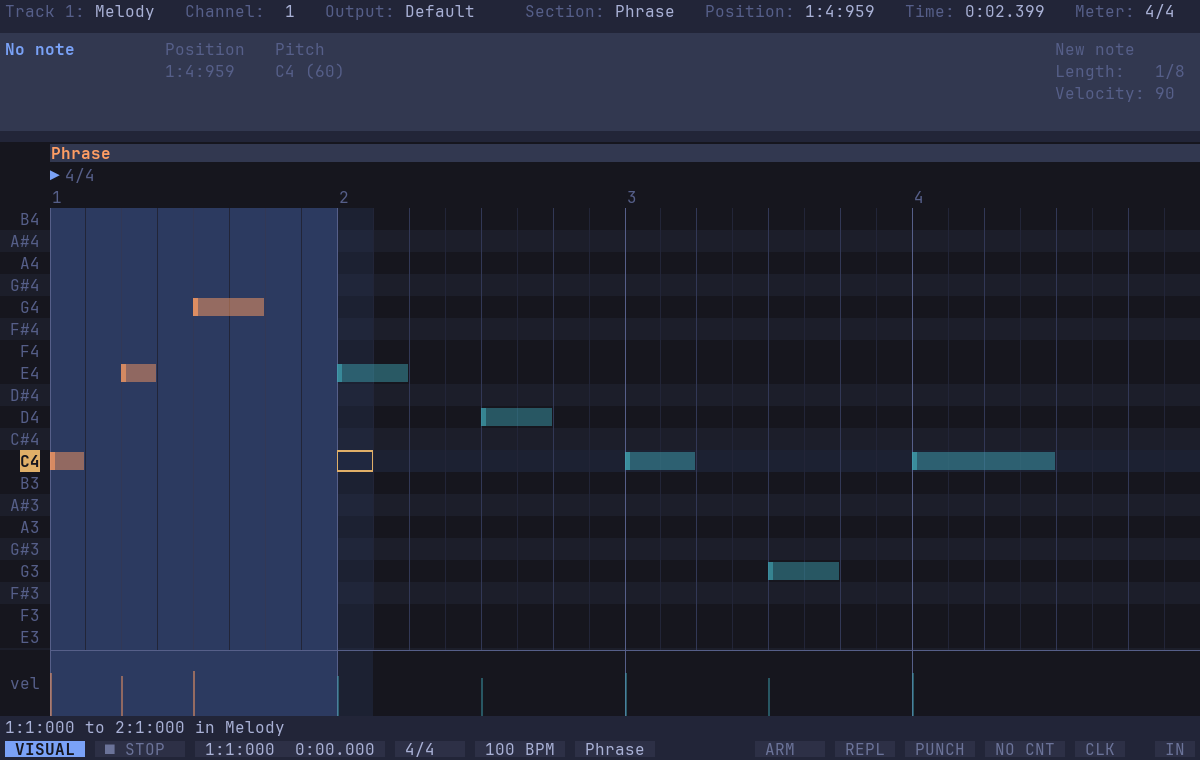 Track 1: Melody Channel: 1 Output: Default Section: Phrase Position: 1:4:959 Time: 0:02.399 Meter: 4/4
No note Position Pitch New note
1:4:959 C4 (60) Length: 1/8
Velocity: 90
Phrase
4/4
1 2 3 4
B4
A#4
A4
G#4
G4
F#4
F4
E4
D#4
D4
C#4
C4
B3
A#3
A3
G#3
G3
F#3
F3
E3
vel
1:1:000 to 2:1:000 in Melody
VISUAL STOP 1:1:000 0:00.000 4/4 100 BPM Phrase ARM REPL PUNCH NO CNT CLK IN